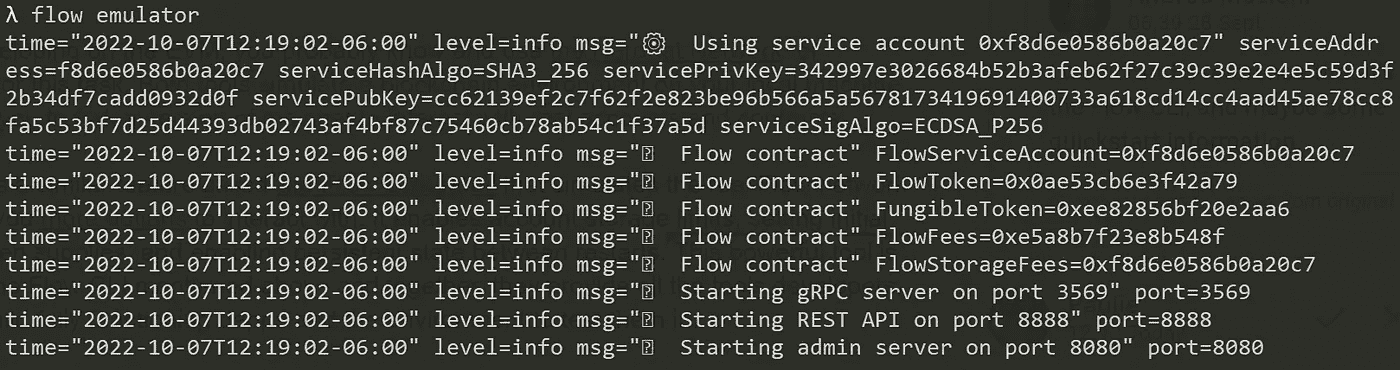 λ flow emulator
time="2022-10-07T12:19:02-06:00" level=info msg="⚙️  Using service account 0xf8d6e0586b0a20c7" serviceAddr
ess=f8d6e0586b0a20c7 serviceHashAlgo=SHA3_256 servicePrivKey=342997e3026684b52b3afeb62f27c39c39e2e4e5c59d3f
2b34df7cadd0932d0f servicePubKey=cc62139ef2c7f62f2e823be96b566a5a5678173419691400733a618cd14cc4aad45ae78cc8
fa5c53bf7d25d44393db02743af4bf87c75460cb78ab54c1f37a5d serviceSigAlgo=ECDSA_P256
time="2022-10-07T12:19:02-06:00" level=info msg="  Flow contract" FlowServiceAccount=0xf8d6e0586b0a20c7
time="2022-10-07T12:19:02-06:00" level=info msg="  Flow contract" FlowToken=0x0ae53cb6e3f42a79
time="2022-10-07T12:19:02-06:00" level=info msg="  Flow contract" FungibleToken=0xee82856bf20e2aa6
time="2022-10-07T12:19:02-06:00" level=info msg="  Flow contract" FlowFees=0xe5a8b7f23e8b548f
time="2022-10-07T12:19:02-06:00" level=info msg="  Flow contract" FlowStorageFees=0xf8d6e0586b0a20c7
time="2022-10-07T12:19:02-06:00" level=info msg="  Starting gRPC server on port 3569" port=3569
time="2022-10-07T12:19:02-06:00" level=info msg="  Starting REST API on port 8888" port=8888
time="2022-10-07T12:19:02-06:00" level=info msg="  Starting admin server on port 8080" port=8080